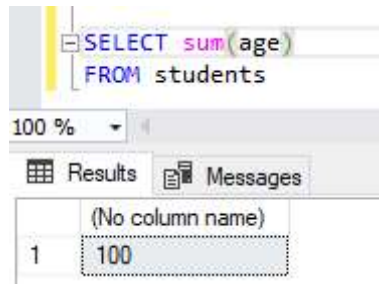 SELECT sum(age)
FROM students
100 %
Results Messages
(No column name)
1 100